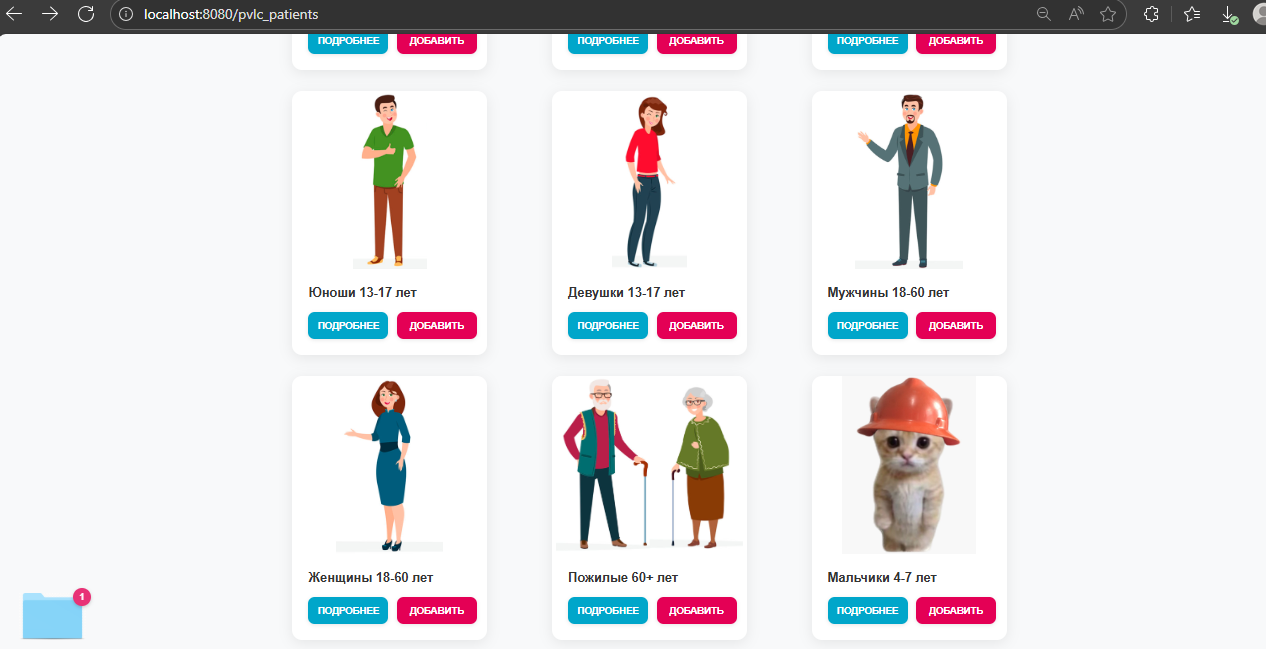 localhost:8080/pvlc_patients
ПОДРОБНЕЕ ДОБАВИТЬ ПОДРОБНЕЕ ДОБАВИТЬ ПОДРОБНЕЕ ДОБАВИТЬ
Юноши 13-17 лет Девушки 13-17 лет Мужчины 18-60 лет
ПОДРОБНЕЕ ДОБАВИТЬ ПОДРОБНЕЕ ДОБАВИТЬ ПОДРОБНЕЕ ДОБАВИТЬ
Женщины 18-60 лет Пожилые 60+ лет Мальчики 4-7 лет
1
ПОДРОБНЕЕ ДОБАВИТЬ ПОДРОБНЕЕ ДОБАВИТЬ ПОДРОБНЕЕ ДОБАВИТЬ